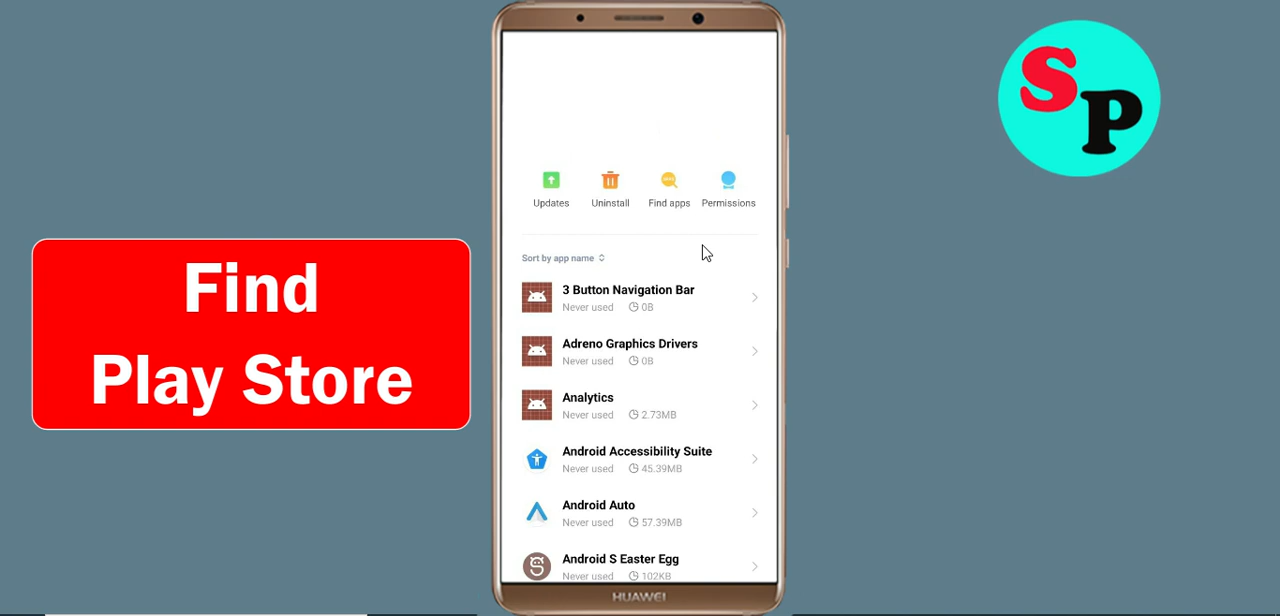 S
P
Updates
Uninstall
Find apps
Permissions
Find
Play Store
Sort by app name
3 Button Navigation Bar
Never used 0B
Adreno Graphics Drivers
Never used 0B
Analytics
Never used 2.73MB
Android Accessibility Suite
Never used 45.39MB
Android Auto
Never used 57.39MB
Android S Easter Egg
Never used 102KB
HUAWEI